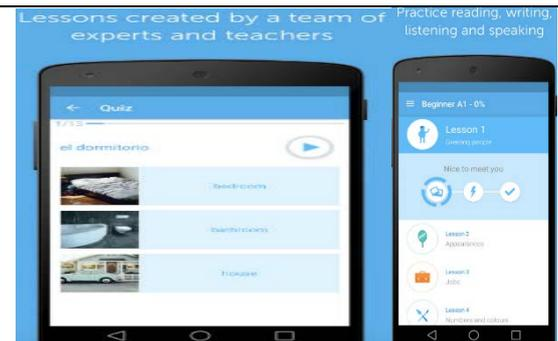 Lessons created by a team of
experts and teachers
Quiz
1/15
el dormitorio
bedroom
bathroom
house
Practice reading, writing,
listening and speaking
Beginner A1 - 0%
Lesson 1
Greeting people
Nice to meet you
Lesson 2
Appearances
Lesson 3
Jobs
Lesson 4
Numbers and colours